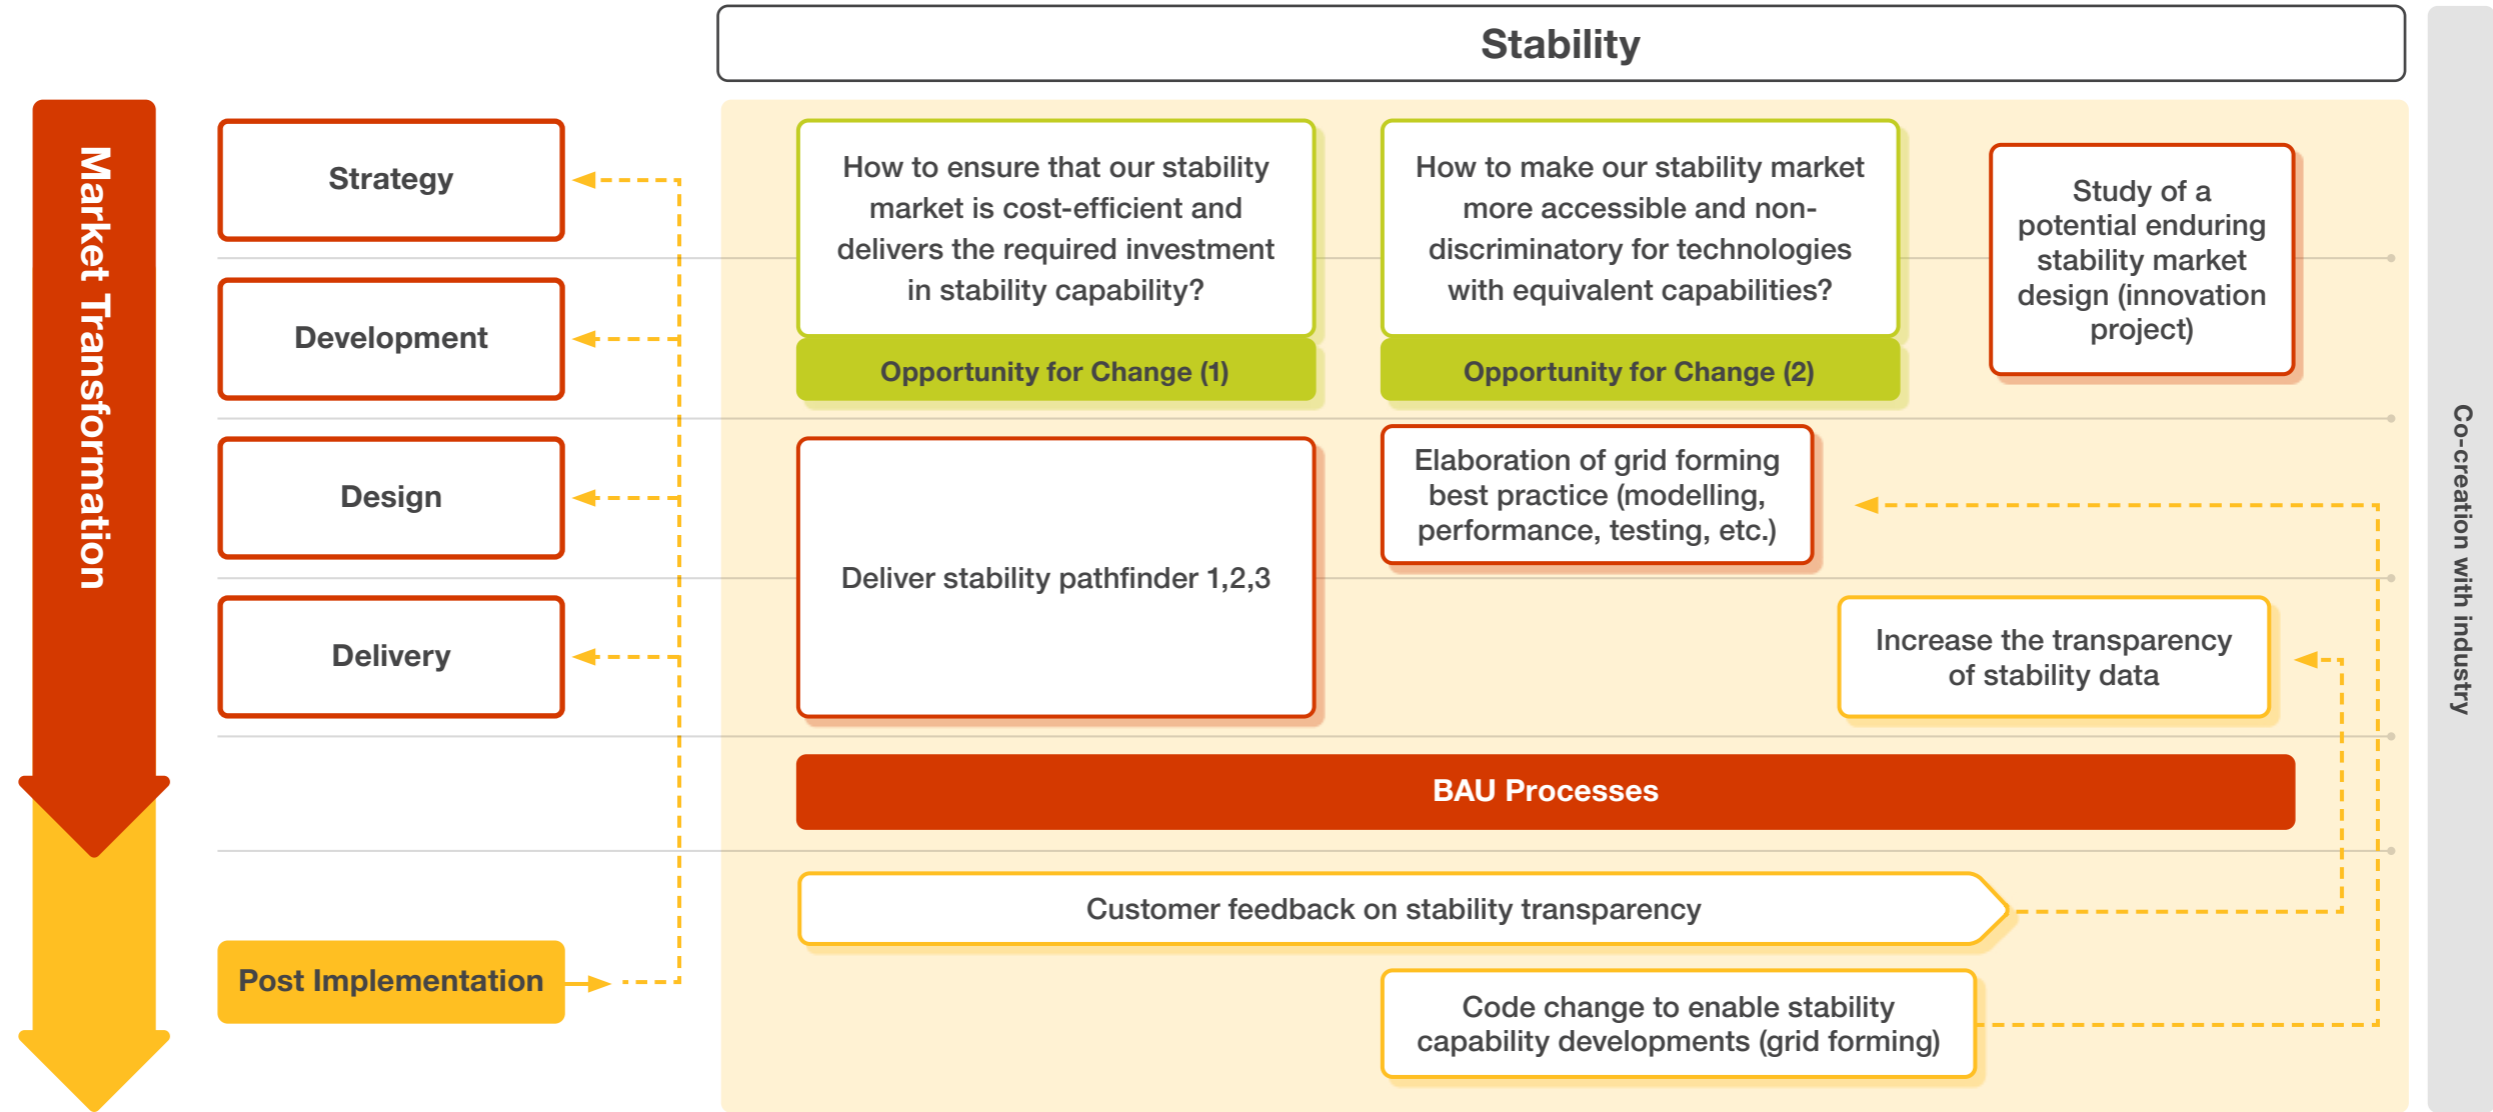 Stability
Market Transformation
Strategy
Development
Design
Delivery
Post Implementation
How to ensure that our stability
market is cost-efficient and
delivers the required investment
in stability capability?
Opportunity for Change (1)
How to make our stability market
more accessible and non-
discriminatory for technologies
with equivalent capabilities?
Opportunity for Change (2)
Study of a
potential enduring
stability market
design (innovation
project)
Deliver stability pathfinder 1,2,3
Elaboration of grid forming
best practice (modelling,
performance, testing, etc.)
Increase the transparency
of stability data
BAU Processes
Customer feedback on stability transparency
Code change to enable stability
capability developments (grid forming)
Co-creation with industry